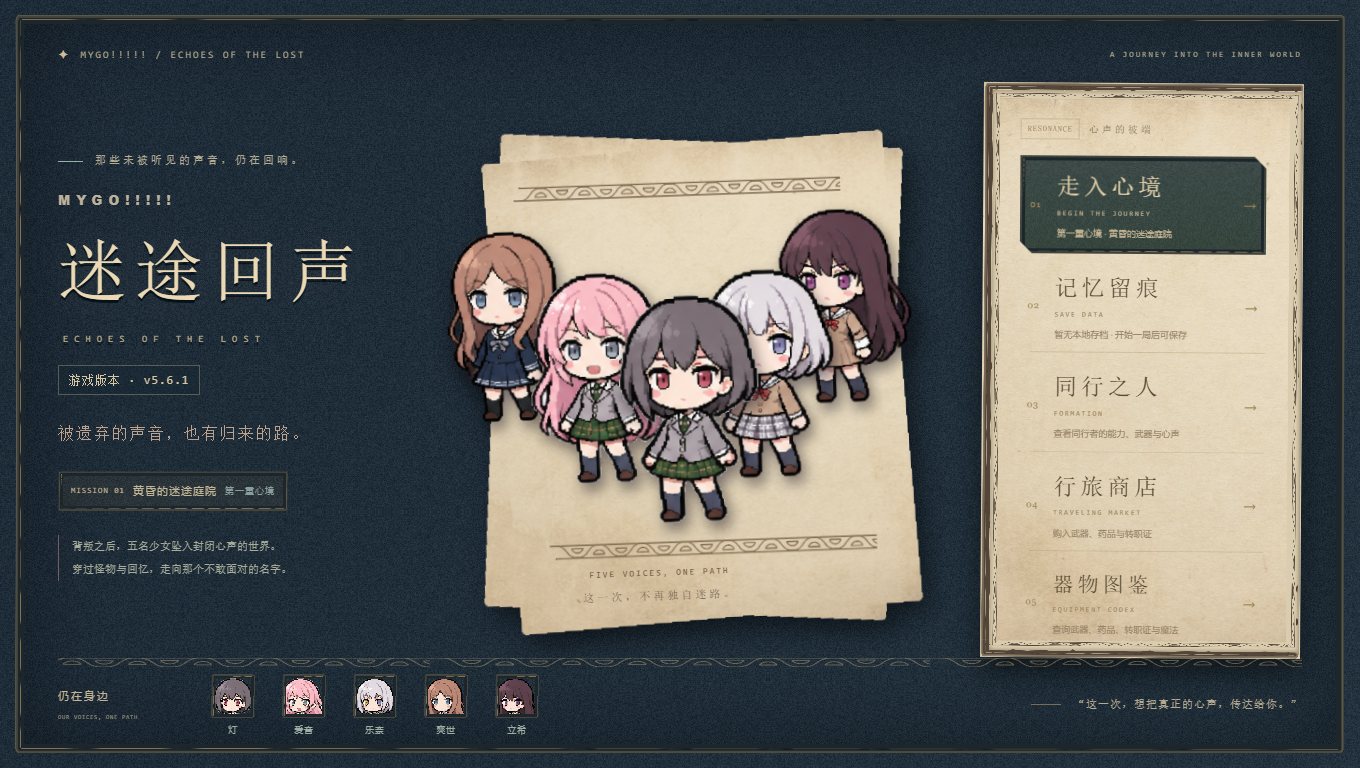 ✦ MYGO!!!!! / ECHOES OF THE LOST
A JOURNEY INTO THE INNER WORLD
那些未被听见的声音，仍在回响。
MYGO!!!!!
迷途回声
ECHOES OF THE LOST
游戏版本 · v5.6.1
被遗弃的声音，也有归来的路。
MISSION 01 黄昏的迷途庭院 第一重心境
背叛之后，五名少女坠入封闭心声的世界。
穿过怪物与回忆，走向那个不敢面对的名字。
FIVE VOICES, ONE PATH
这一次，不再独自迷路。
RESONANCE 心声的彼端
01 走入心境 →
BEGIN THE JOURNEY
第一重心境 · 黄昏的迷途庭院
02 记忆留痕 →
SAVE DATA
暂无本地存档 · 开始一局后可保存
03 同行之人 →
FORMATION
查看同行者的能力、武器与心声
04 行旅商店 →
TRAVELING MARKET
购入武器、药品与转职证
05 器物图鉴 →
EQUIPMENT CODEX
查询武器、药品、转职证与魔法
仍在身边
OUR VOICES, ONE PATH
灯 爱音 乐奈 爽世 立希
“这一次，想把真正的心声，传达给你。”